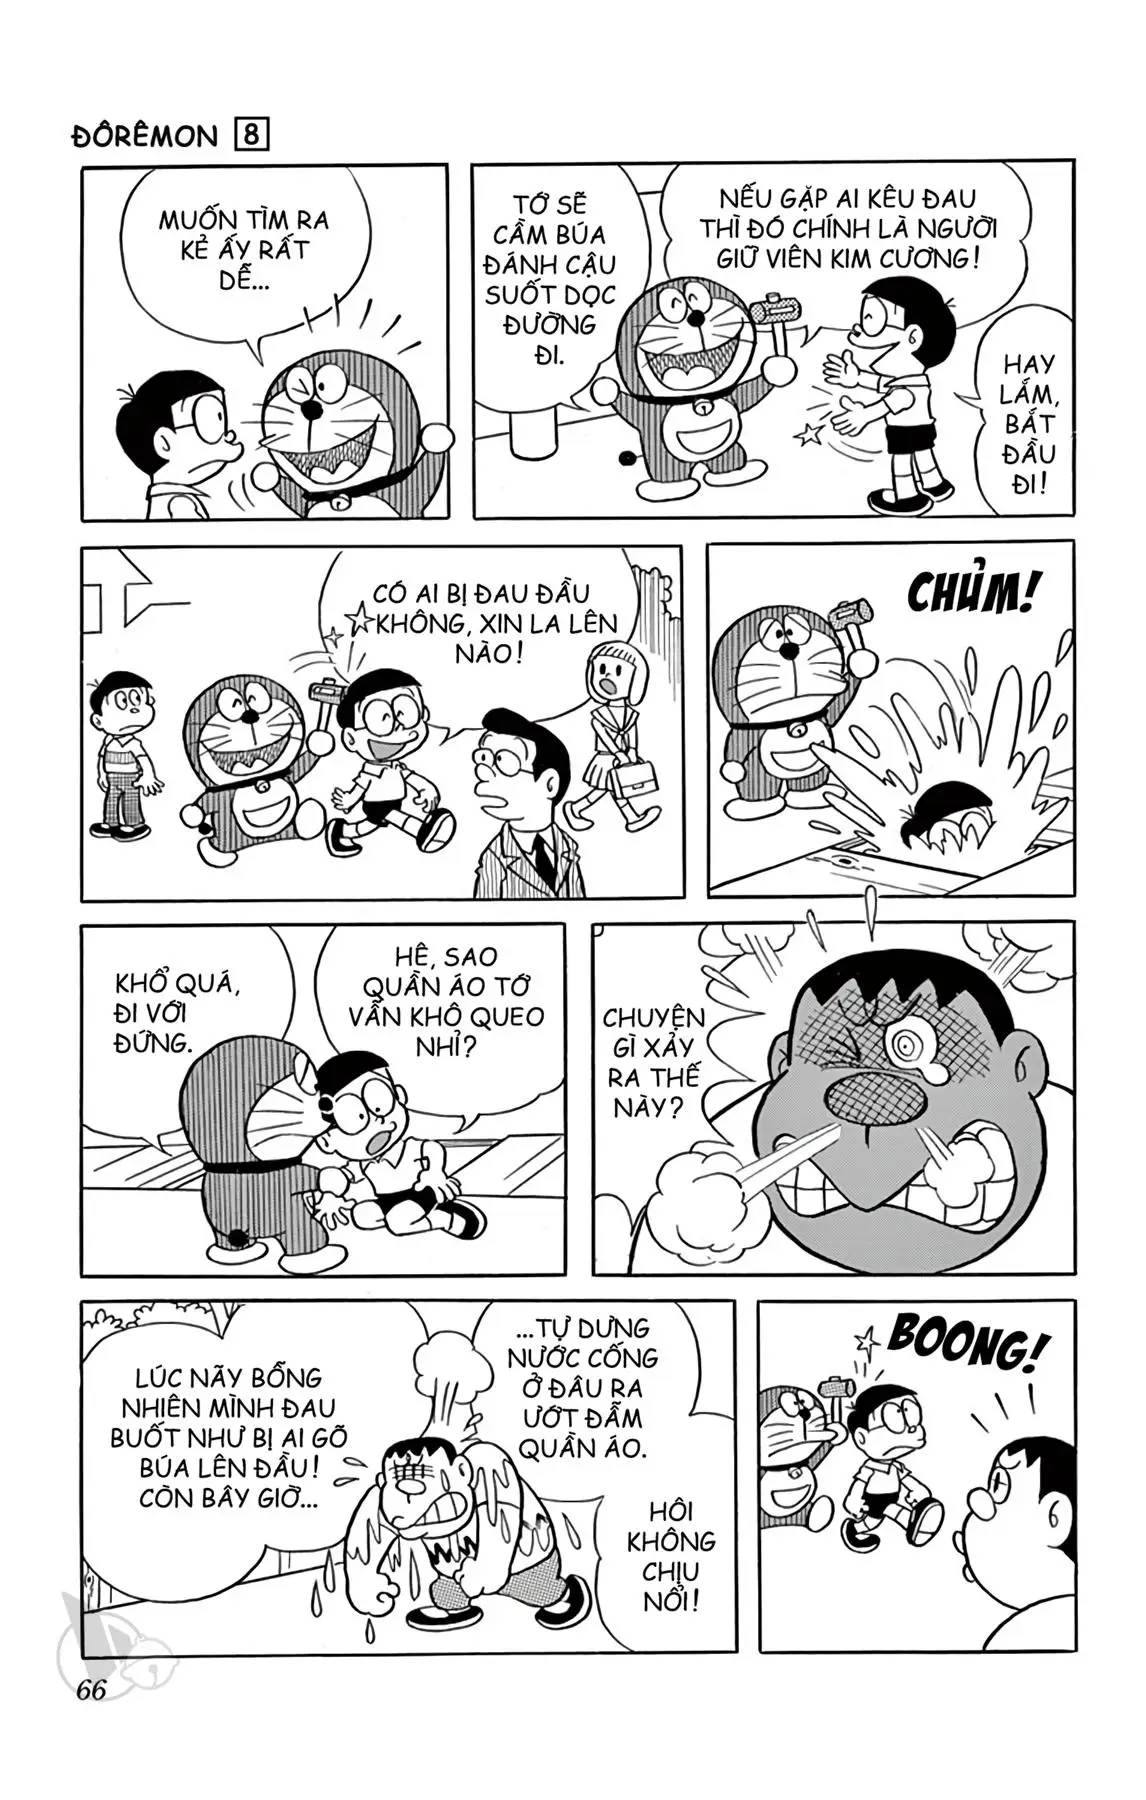 ĐÔRÊMON 8
MUỐN TÌM RA
KẺ ẤY RẤT
DỄ...
TỚ SẼ
CẦM BÚA
ĐÁNH CẬU
SUỐT DỌC
ĐƯỜNG
ĐI.
NẾU GẶP AI KÊU ĐAU
THÌ ĐÓ CHÍNH LÀ NGƯỜI
GIỮ VIÊN KIM CƯƠNG!
HAY
LẮM,
BẮT
ĐẦU
ĐI!
CÓ AI BỊ ĐAU ĐẦU
KHÔNG, XIN LA LÊN
NÀO!
CHỦM!
KHỔ QUÁ,
ĐI VỚI
ĐỨNG.
HÊ, SAO
QUẦN ÁO TỚ
VẪN KHÔ QUEO
NHỈ?
CHUYỆN
GÌ XẢY
RA THẾ
NÀY?
LÚC NÃY BỖNG
NHIÊN MÌNH ĐAU
BUỐT NHƯ BỊ AI GÕ
BÚA LÊN ĐẦU!
CÒN BÂY GIỜ...
...TỰ DƯNG
NƯỚC CỐNG
Ở ĐÂU RA
ƯỚT ĐẪM
QUẦN ÁO.
HÔI
KHÔNG
CHỊU
NỔI!
BOONG!
66